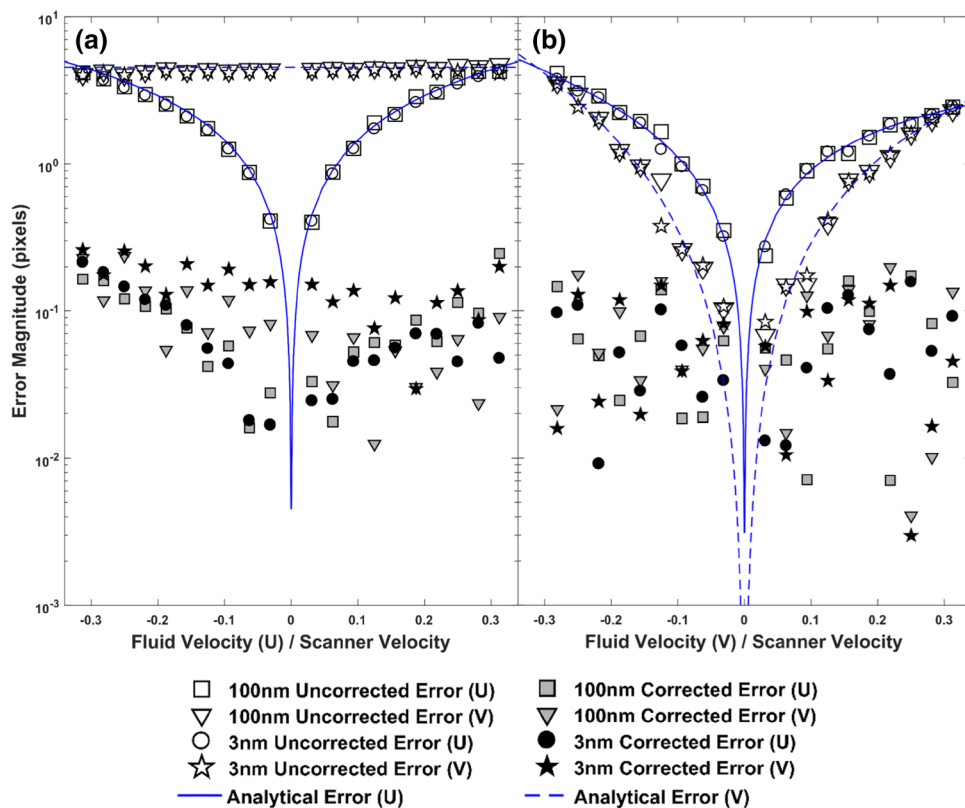 (a)
(b)
Error Magnitude (pixels)
10^1
10^0
10^-1
10^-2
10^-3
-0.3 -0.2 -0.1 0 0.1 0.2 0.3
-0.3 -0.2 -0.1 0 0.1 0.2 0.3
Fluid Velocity (U) / Scanner Velocity
Fluid Velocity (V) / Scanner Velocity
100nm Uncorrected Error (U)
100nm Uncorrected Error (V)
3nm Uncorrected Error (U)
3nm Uncorrected Error (V)
Analytical Error (U)
100nm Corrected Error (U)
100nm Corrected Error (V)
3nm Corrected Error (U)
3nm Corrected Error (V)
Analytical Error (V)